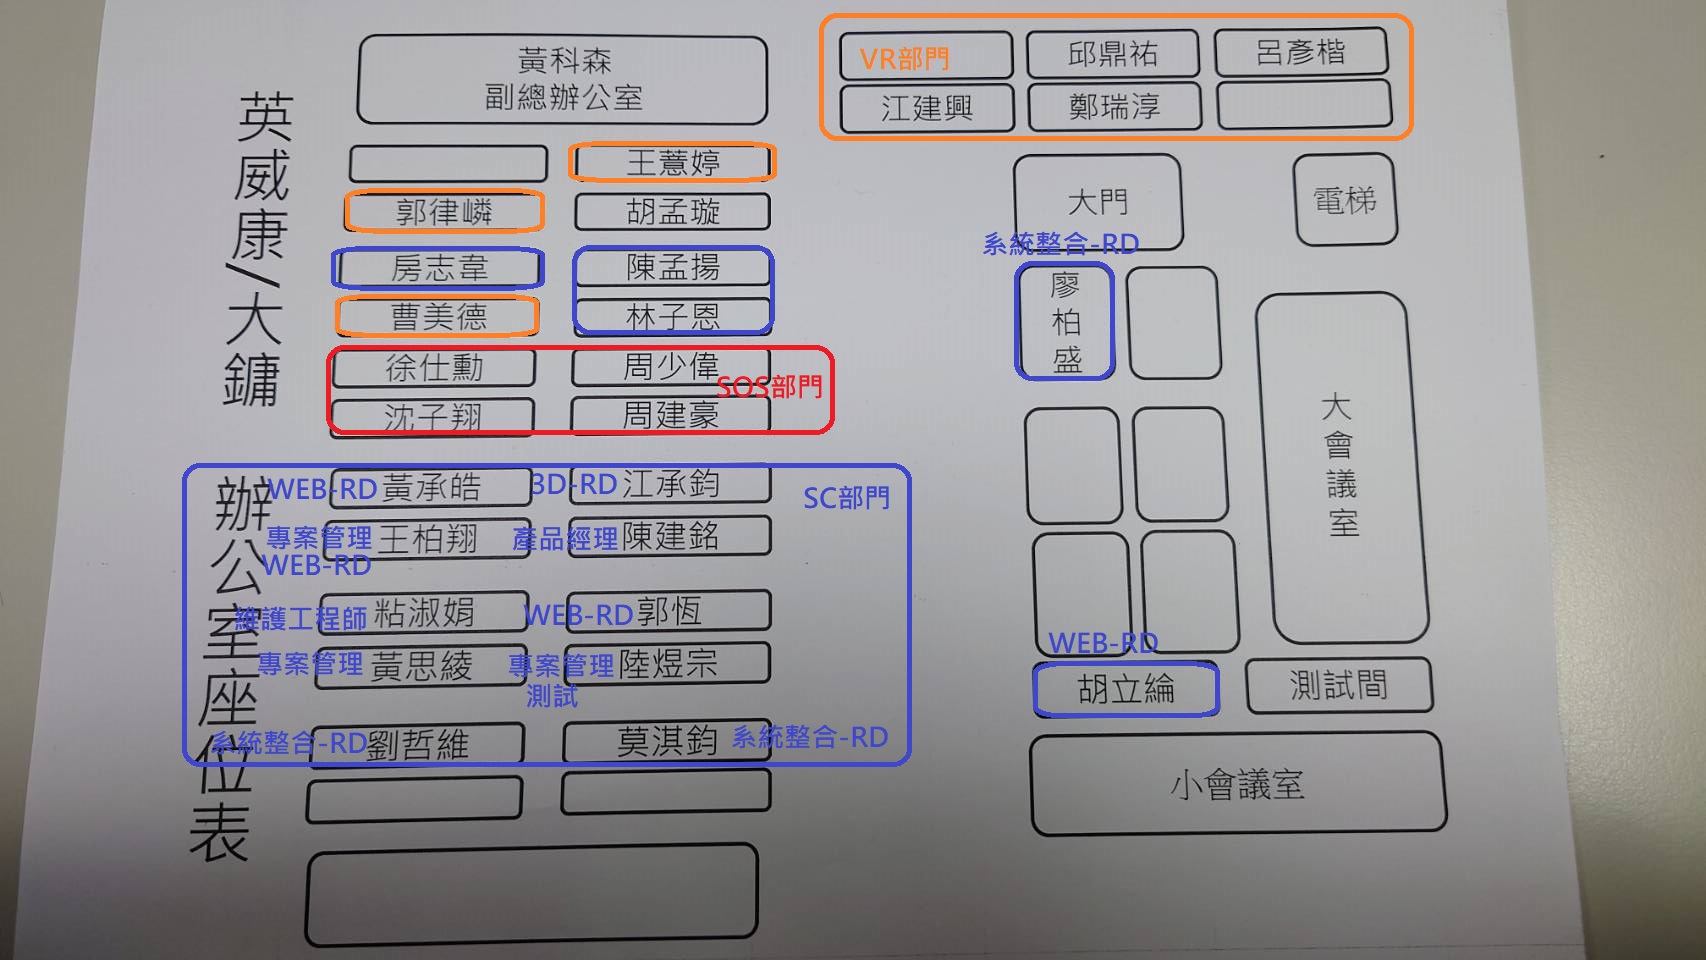 英威康/大鏞
辦公室座位表
黃科森
副總辦公室
王薏婷
郭律嶙
胡孟璇
房志韋
陳孟揚
曹美德
林子恩
徐仕勳
周少偉
SOS部門
沈子翔
周建豪
SC部門
WEB-RD 黃承皓
3D-RD 江承鈞
專案管理 王柏翔
WEB-RD
產品經理 陳建銘
維護工程師 粘淑娟
WEB-RD 郭恆
專案管理 黃思綾
專案管理 陸煜宗
測試
系統整合-RD 劉哲維
莫淇鈞 系統整合-RD
VR部門
邱鼎祐
呂彥楷
江建興
鄭瑞淳
大門
電梯
系統整合-RD
廖柏盛
大會議室
WEB-RD
胡立綸
測試間
小會議室